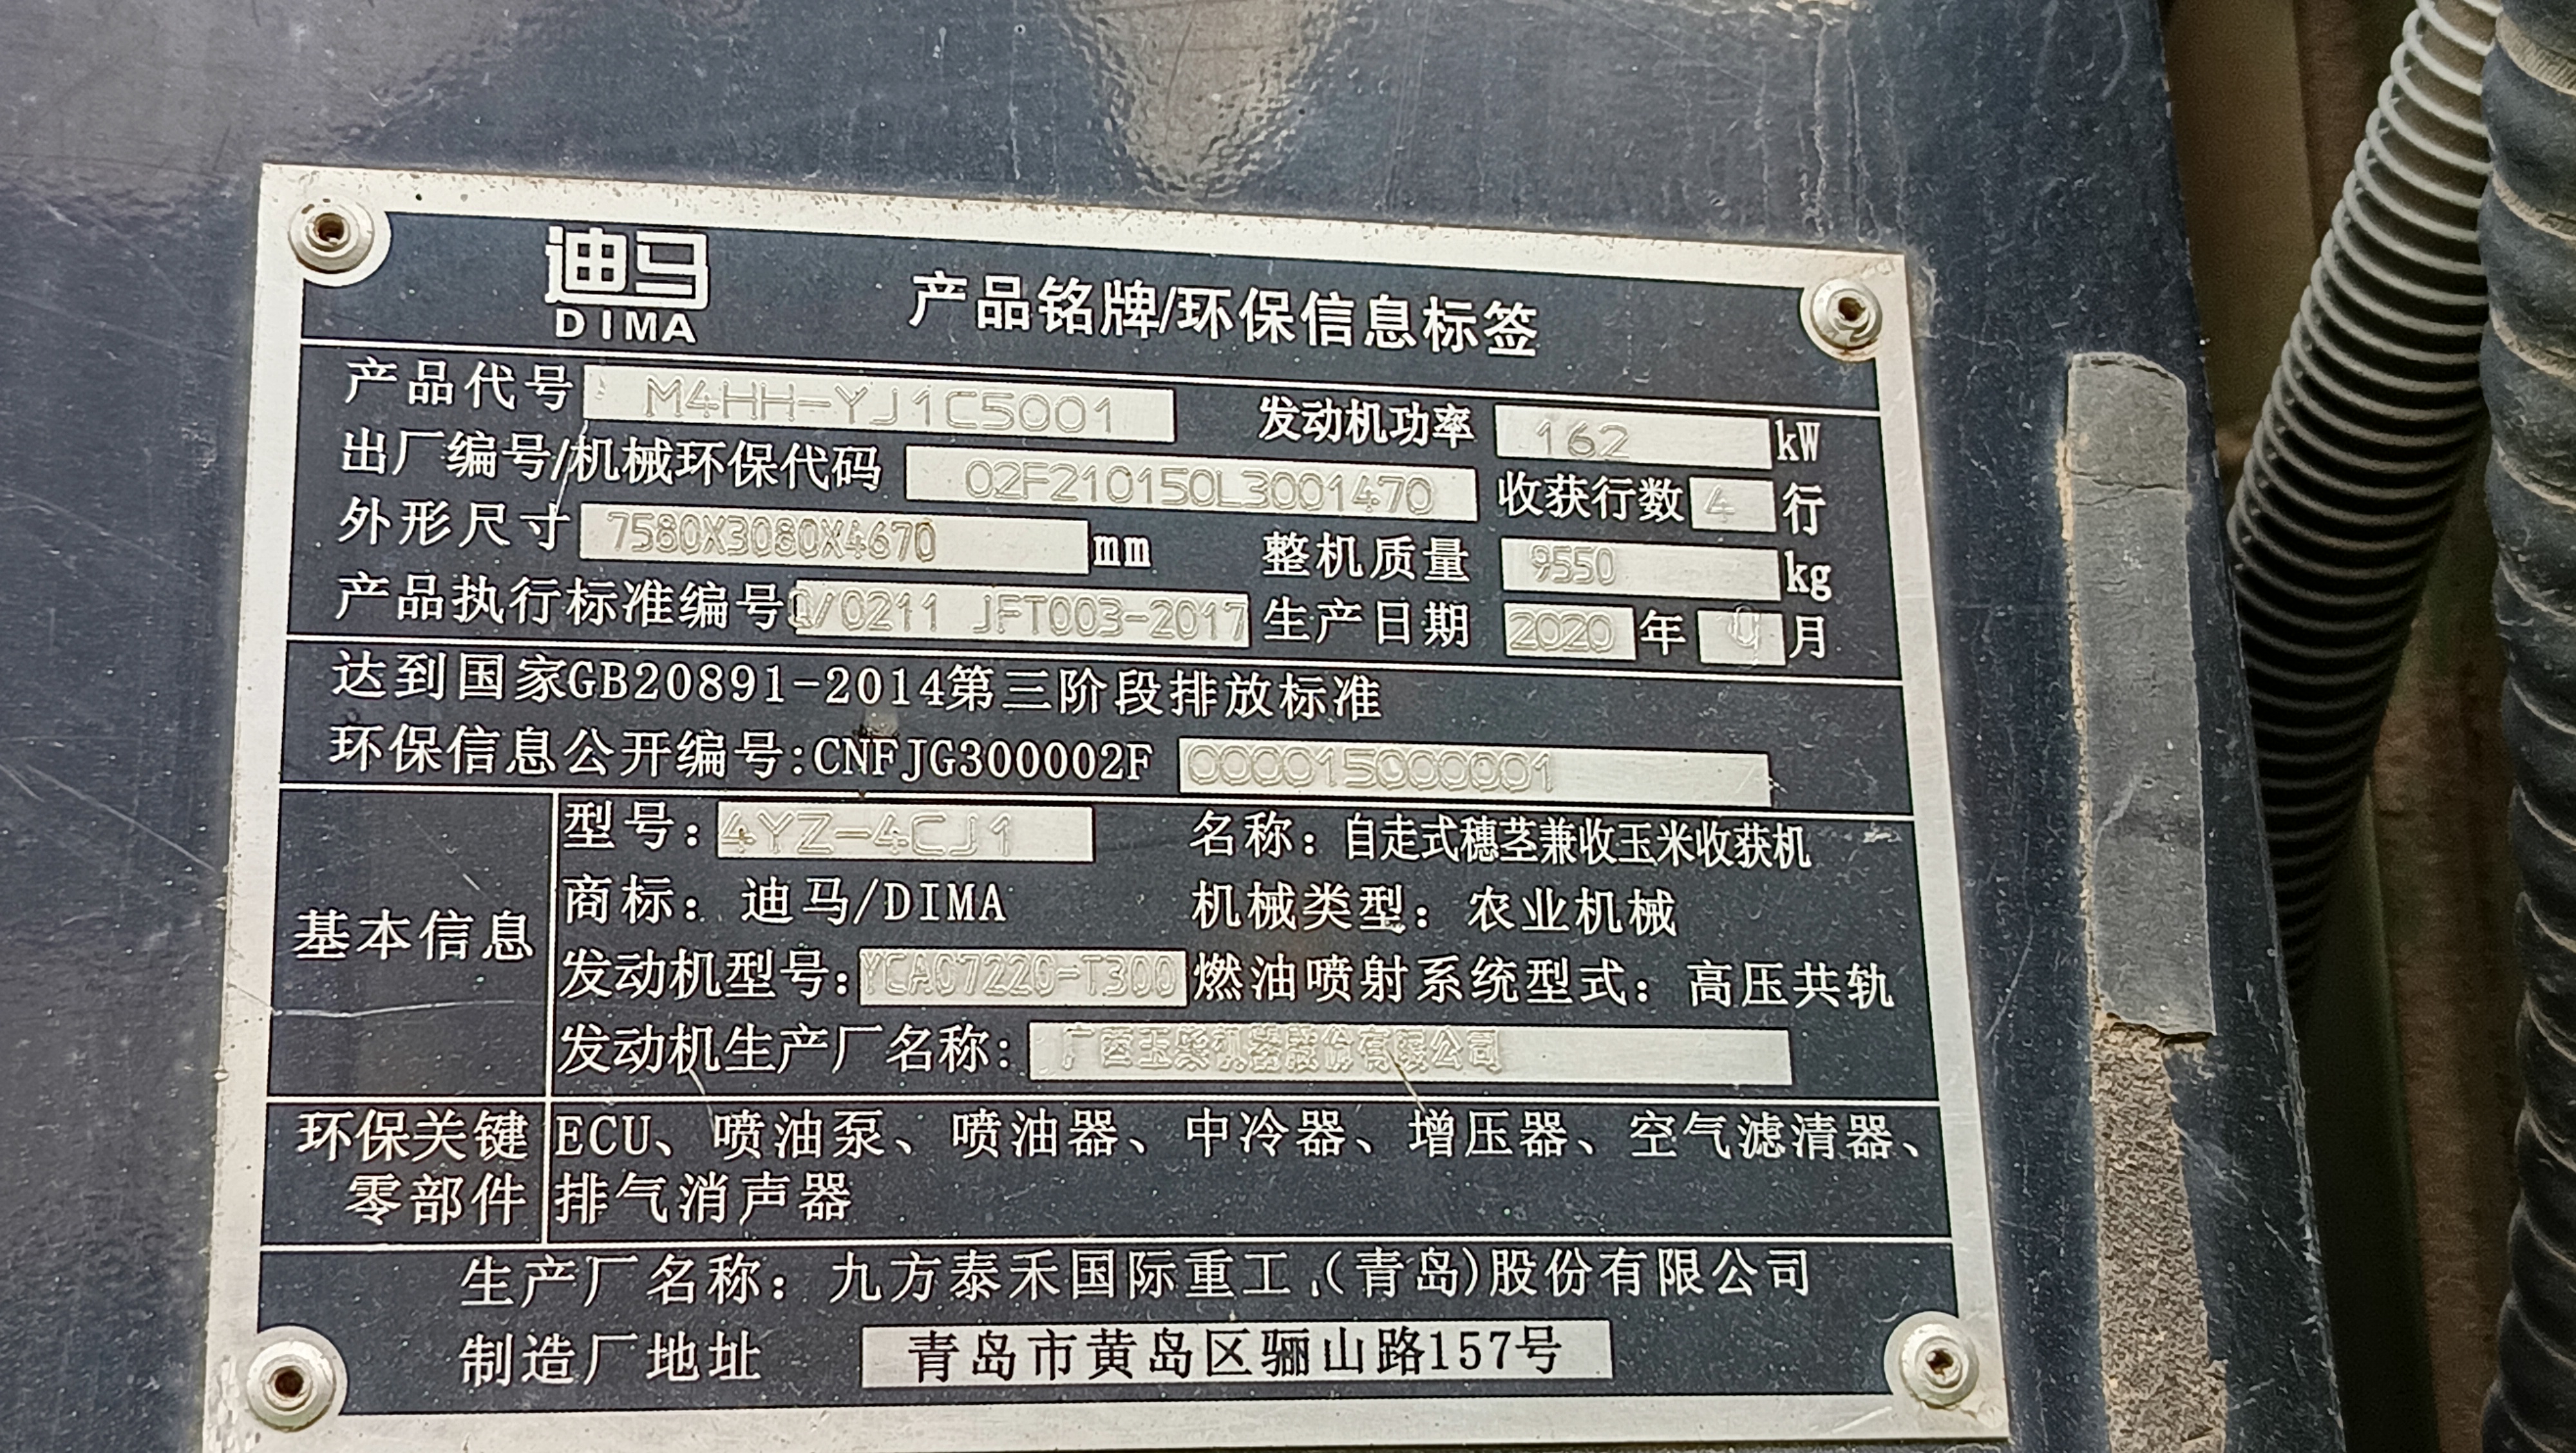 迪马
DIMA
产品铭牌/环保信息标签
产品代号 M4HH-YJ1C5001 发动机功率 162 kW
出厂编号/机械环保代码 02F210150L3001470 收获行数 4 行
外形尺寸 7580X3080X4670 mm 整机质量 9550 kg
产品执行标准编号 Q/0211 JFT003-2017 生产日期 2020 年 月
达到国家GB20891-2014第三阶段排放标准
环保信息公开编号:CNFJG300002F 000015000001
基本信息
型号: 4YZ-4CJ1 名称: 自走式穗茎兼收玉米收获机
商标: 迪马/DIMA 机械类型: 农业机械
发动机型号: YCA07220-T300 燃油喷射系统型式: 高压共轨
发动机生产厂名称: 广西玉柴机器股份有限公司
环保关键零部件
ECU、喷油泵、喷油器、中冷器、增压器、空气滤清器、
排气消声器
生产厂名称: 九方泰禾国际重工(青岛)股份有限公司
制造厂地址 青岛市黄岛区骊山路157号